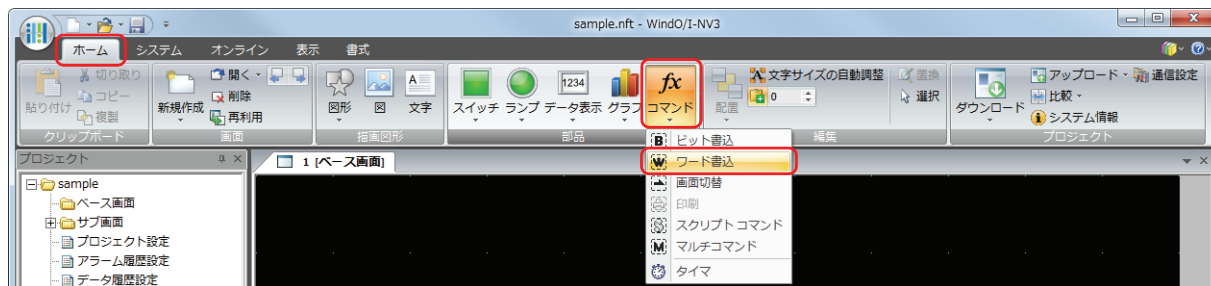 sample.nft - WindO/I-NV3
ホーム システム オンライン 表示 書式
切り取り 開く 1234 A fx 文字サイズの自動調整 置換 アップロード 通信設定
コピー 削除 0 選択 比較
貼り付け 複製 新規作成 再利用 図形 図 文字 スイッチ ランプ データ表示 グラフ コマンド 配置 ダウンロード システム情報
クリップボード 画面 描画図形 部品 編集 プロジェクト
プロジェクト
1 [ベース画面]
sample
ベース画面
サブ画面
プロジェクト設定
アラーム履歴設定
データ履歴設定
B ビット書込
W ワード書込
画面切替
印刷
S スクリプト コマンド
M マルチコマンド
タイマ